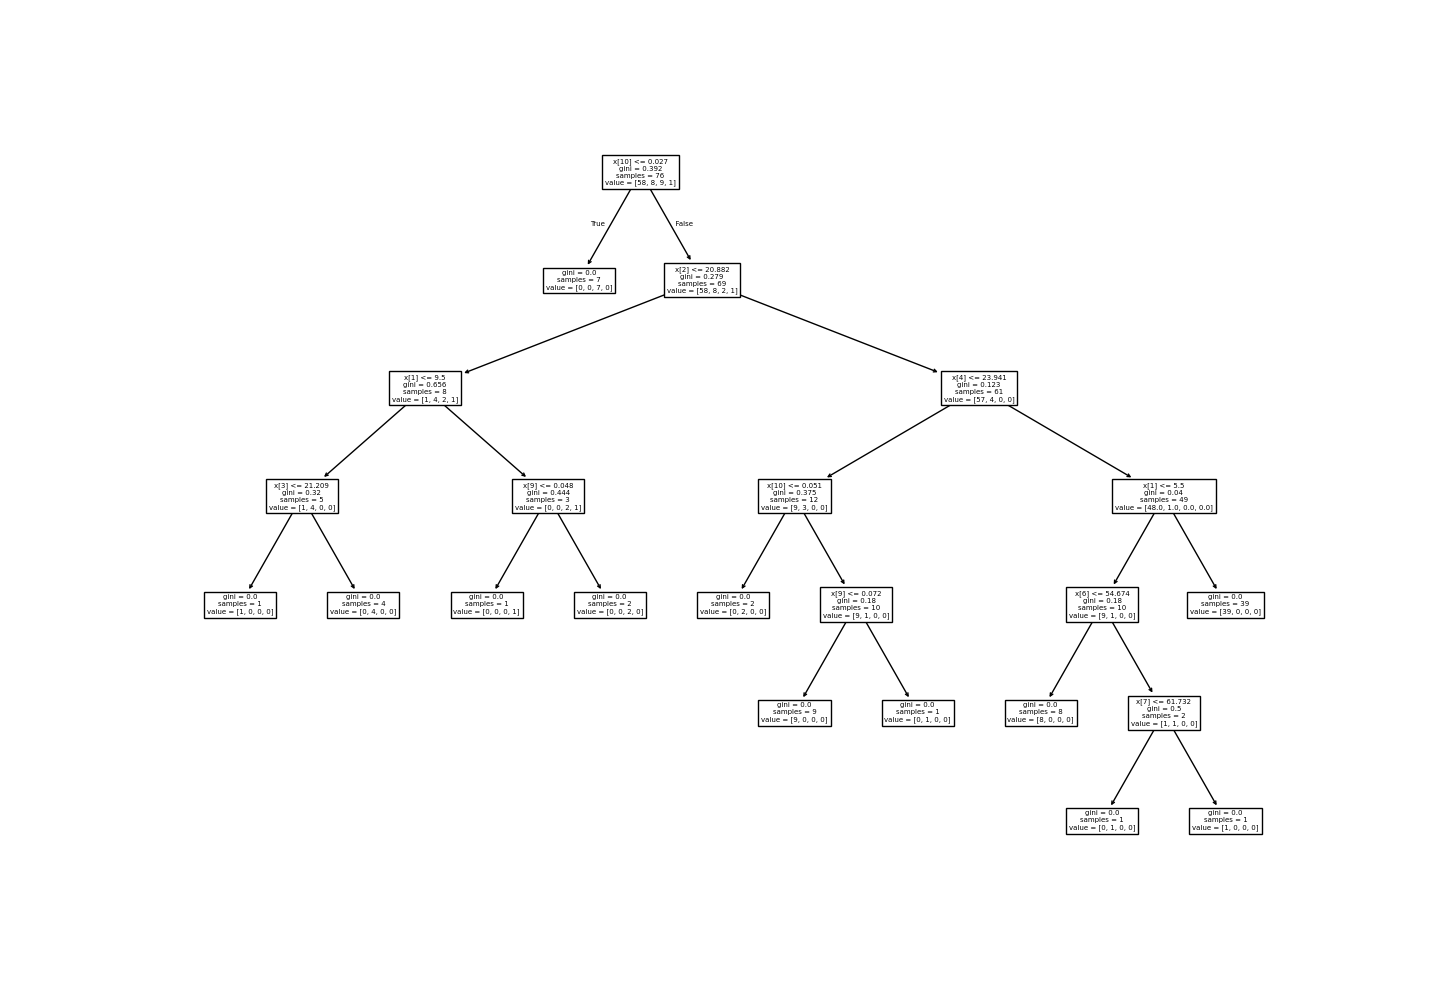 x[10] <= 0.027
gini = 0.392
samples = 76
value = [58, 8, 9, 1]
True
False
gini = 0.0
samples = 7
value = [0, 0, 7, 0]
x[2] <= 20.882
gini = 0.279
samples = 69
value = [58, 8, 2, 1]
x[1] <= 9.5
gini = 0.656
samples = 8
value = [1, 4, 2, 1]
x[4] <= 23.941
gini = 0.123
samples = 61
value = [57, 4, 0, 0]
x[3] <= 21.209
gini = 0.32
samples = 5
value = [1, 4, 0, 0]
x[9] <= 0.048
gini = 0.444
samples = 3
value = [0, 0, 2, 1]
x[10] <= 0.051
gini = 0.375
samples = 12
value = [9, 3, 0, 0]
x[1] <= 5.5
gini = 0.04
samples = 49
value = [48.0, 1.0, 0.0, 0.0]
gini = 0.0
samples = 1
value = [1, 0, 0, 0]
gini = 0.0
samples = 4
value = [0, 4, 0, 0]
gini = 0.0
samples = 1
value = [0, 0, 0, 1]
gini = 0.0
samples = 2
value = [0, 0, 2, 0]
gini = 0.0
samples = 2
value = [0, 2, 0, 0]
x[9] <= 0.072
gini = 0.18
samples = 10
value = [9, 1, 0, 0]
x[6] <= 54.674
gini = 0.18
samples = 10
value = [9, 1, 0, 0]
gini = 0.0
samples = 39
value = [39, 0, 0, 0]
gini = 0.0
samples = 9
value = [9, 0, 0, 0]
gini = 0.0
samples = 1
value = [0, 1, 0, 0]
gini = 0.0
samples = 8
value = [8, 0, 0, 0]
x[7] <= 61.732
gini = 0.5
samples = 2
value = [1, 1, 0, 0]
gini = 0.0
samples = 1
value = [0, 1, 0, 0]
gini = 0.0
samples = 1
value = [1, 0, 0, 0]